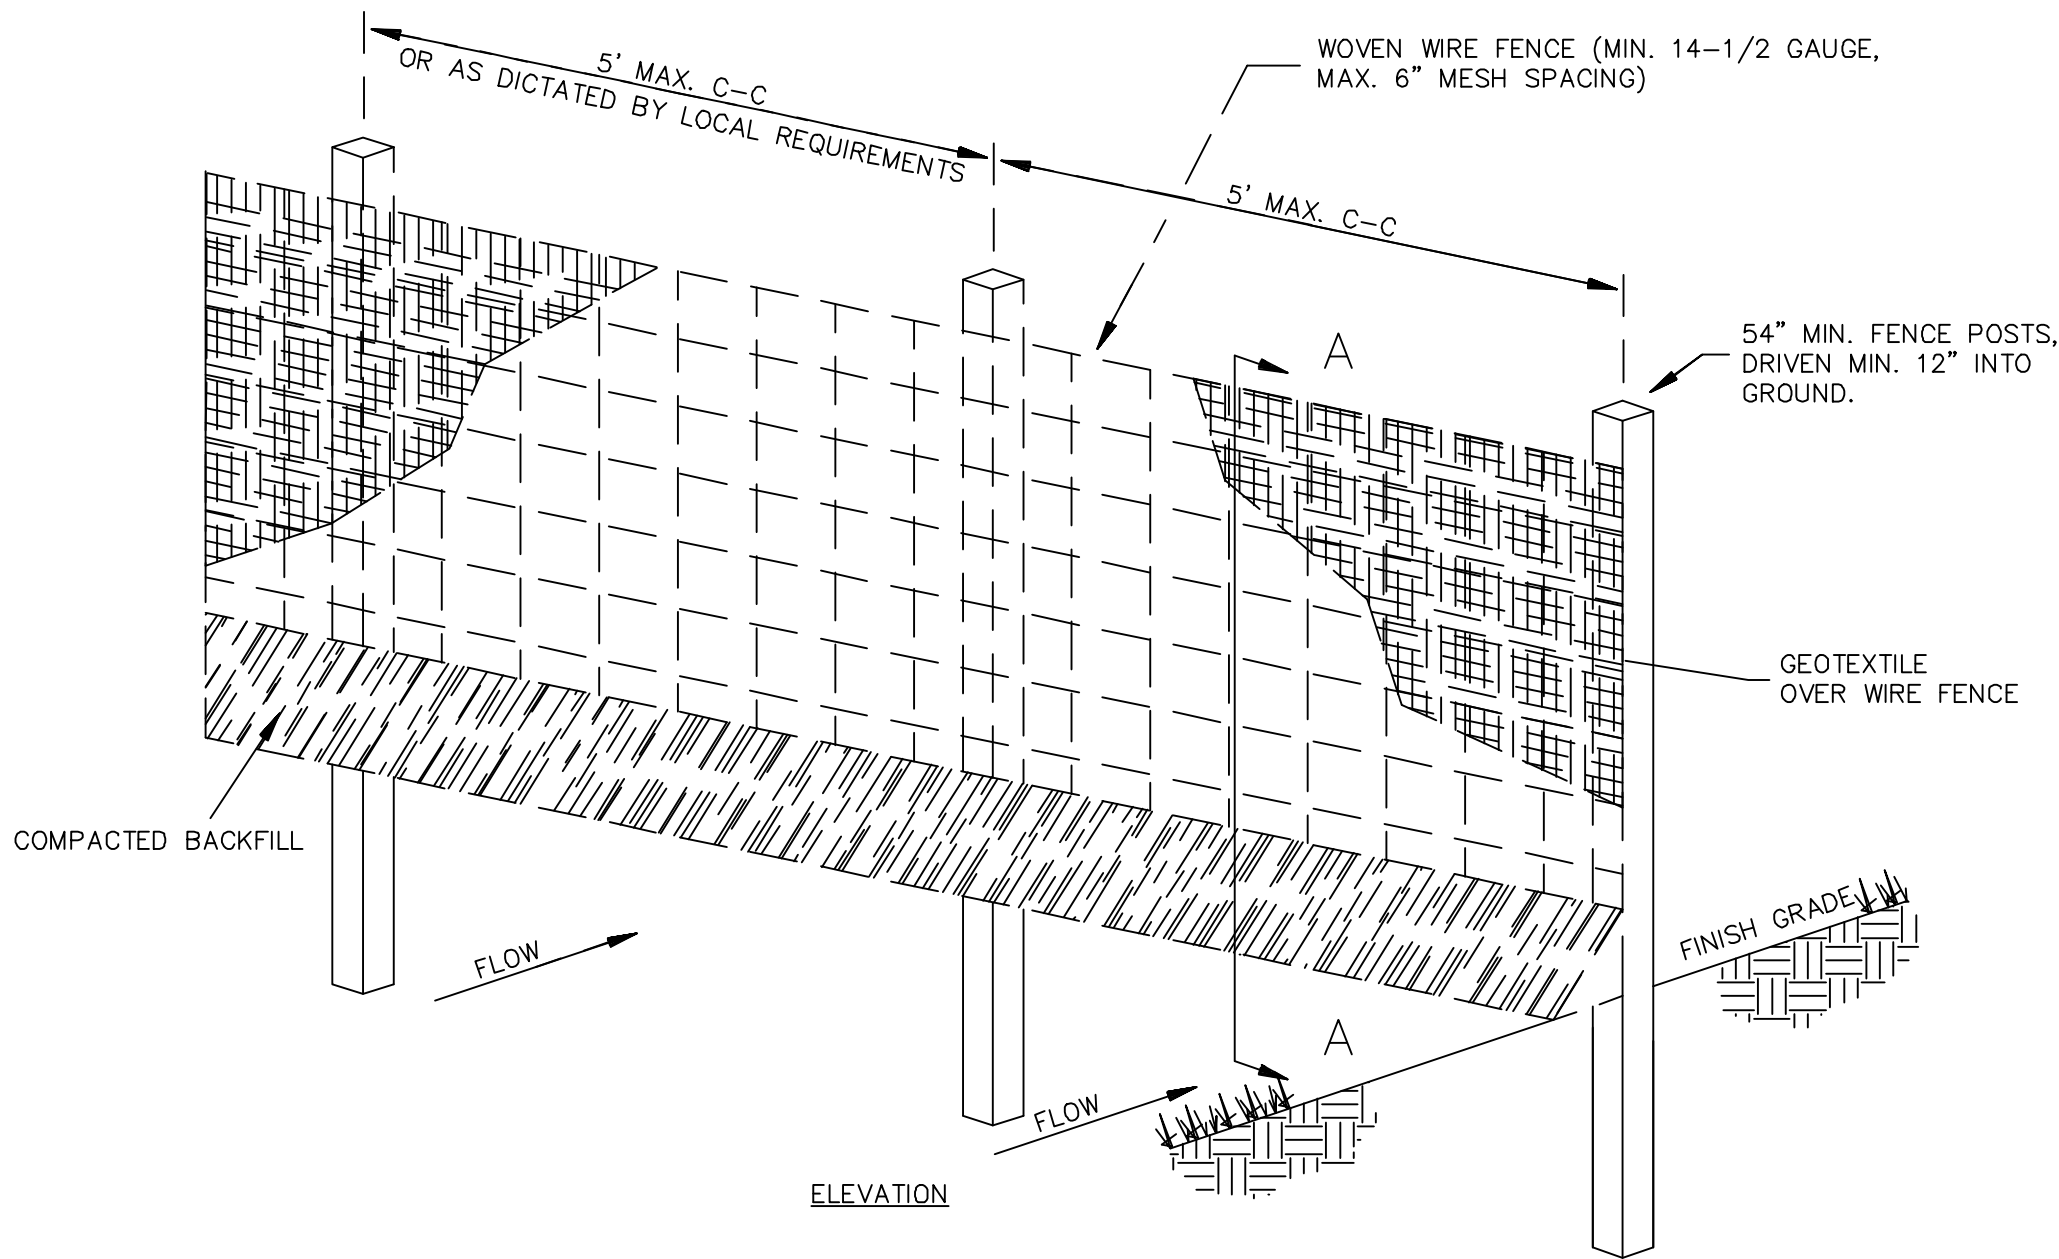 5' MAX. C-C
OR AS DICTATED BY LOCAL REQUIREMENTS
WOVEN WIRE FENCE (MIN. 14-1/2 GAUGE,
MAX. 6" MESH SPACING)
5' MAX. C-C
A
54" MIN. FENCE POSTS,
DRIVEN MIN. 12" INTO
GROUND.
GEOTEXTILE
OVER WIRE FENCE
COMPACTED BACKFILL
FINISH GRADE
FLOW
A
FLOW
ELEVATION